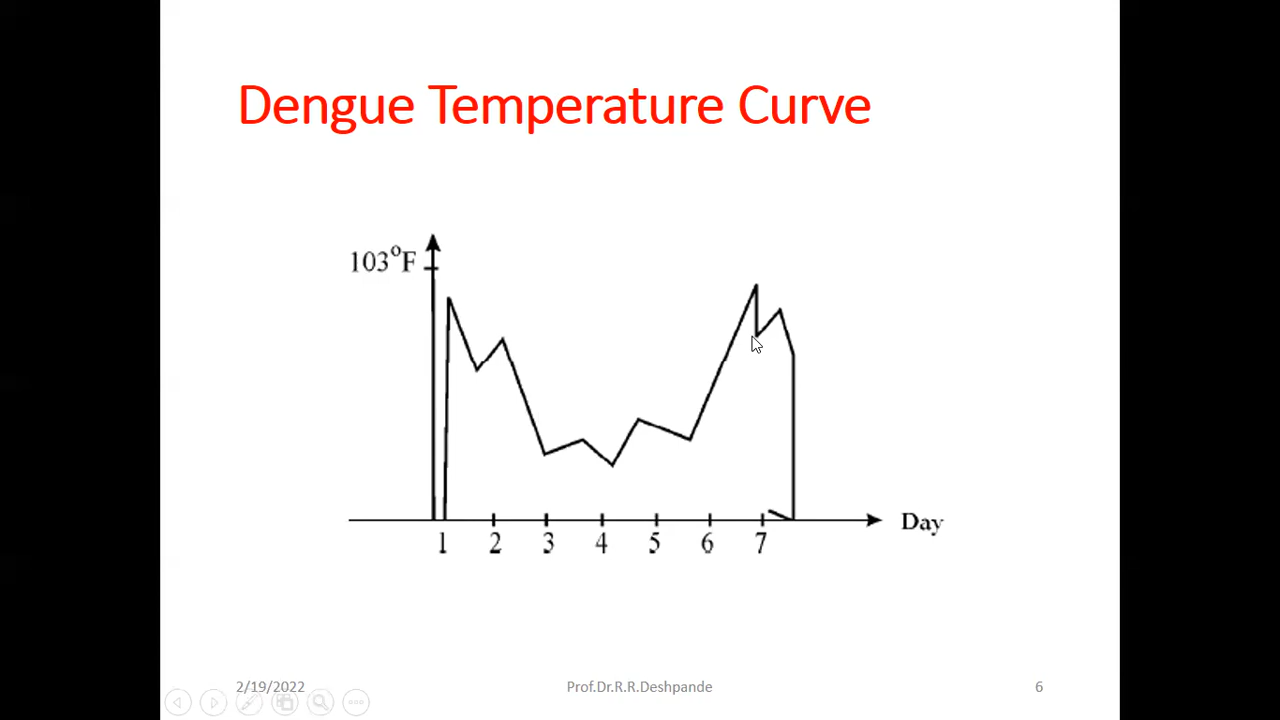 Dengue Temperature Curve
103°F
Day
1 2 3 4 5 6 7
2/19/2022
Prof.Dr.R.R.Deshpande
6